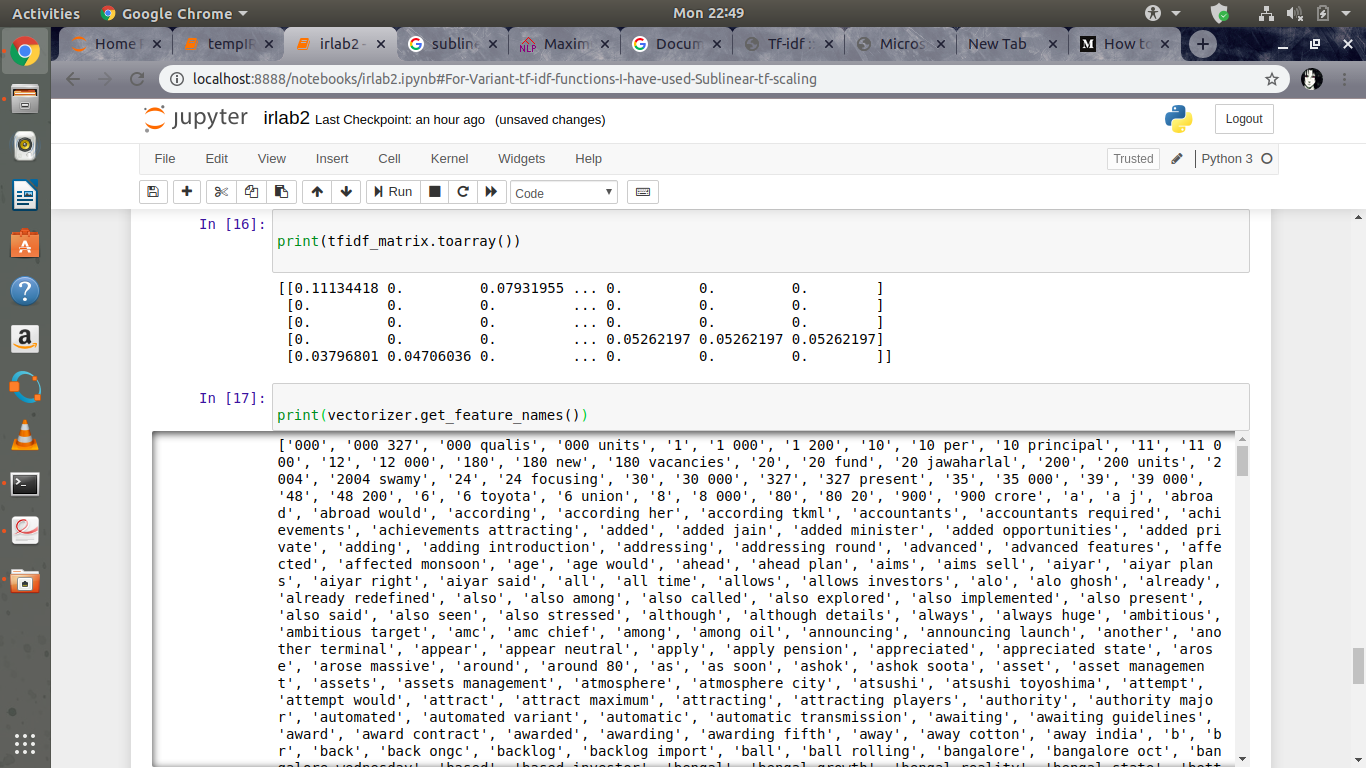 Activities Google Chrome Mon 22:49
Home tempIR irlab2 - subline Maxim Docum Tf-idf : Micros New Tab How to
localhost:8888/notebooks/irlab2.ipynb#For-Variant-tf-idf-functions-I-have-used-Sublinear-tf-scaling
jupyter irlab2 Last Checkpoint: an hour ago (unsaved changes) Logout
File Edit View Insert Cell Kernel Widgets Help Trusted Python 3
Run Code
In [16]:
print(tfidf_matrix.toarray())
[[0.11134418 0. 0.07931955 ... 0. 0. 0. ]
[0. 0. 0. ... 0. 0. 0. ]
[0. 0. 0. ... 0. 0. 0. ]
[0. 0. 0. ... 0.05262197 0.05262197 0.05262197]
[0.03796801 0.04706036 0. ... 0. 0. 0. ]]
In [17]:
print(vectorizer.get_feature_names())
['000', '000 327', '000 qualis', '000 units', '1', '1 000', '1 200', '10', '10 per', '10 principal', '11', '11 0
00', '12', '12 000', '180', '180 new', '180 vacancies', '20', '20 fund', '20 jawaharlal', '200', '200 units', '2
004', '2004 swamy', '24', '24 focusing', '30', '30 000', '327', '327 present', '35', '35 000', '39', '39 000',
'48', '48 200', '6', '6 toyota', '6 union', '8', '8 000', '80', '80 20', '900', '900 crore', 'a', 'a j', 'abroa
d', 'abroad would', 'according', 'according her', 'according tkml', 'accountants', 'accountants required', 'achi
evements', 'achievements attracting', 'added', 'added jain', 'added minister', 'added opportunities', 'added pri
vate', 'adding', 'adding introduction', 'addressing', 'addressing round', 'advanced', 'advanced features', 'affe
cted', 'affected monsoon', 'age', 'age would', 'ahead', 'ahead plan', 'aims', 'aims sell', 'aiyar', 'aiyar plan
s', 'aiyar right', 'aiyar said', 'all', 'all time', 'allows', 'allows investors', 'alo', 'alo ghosh', 'already',
'already redefined', 'also', 'also among', 'also called', 'also explored', 'also implemented', 'also present',
'also said', 'also seen', 'also stressed', 'although', 'although details', 'always', 'always huge', 'ambitious',
'ambitious target', 'amc', 'amc chief', 'among', 'among oil', 'announcing', 'announcing launch', 'another', 'ano
ther terminal', 'appear', 'appear neutral', 'apply', 'apply pension', 'appreciated', 'appreciated state', 'aros
e', 'arose massive', 'around', 'around 80', 'as', 'as soon', 'ashok', 'ashok soota', 'asset', 'asset managemen
t', 'assets', 'assets management', 'atmosphere', 'atmosphere city', 'atsushi', 'atsushi toyoshima', 'attempt',
'attempt would', 'attract', 'attract maximum', 'attracting', 'attracting players', 'authority', 'authority majo
r', 'automated', 'automated variant', 'automatic', 'automatic transmission', 'awaiting', 'awaiting guidelines',
'award', 'award contract', 'awarded', 'awarding', 'awarding fifth', 'away', 'away cotton', 'away india', 'b', 'b
r', 'back', 'back ongc', 'backlog', 'backlog import', 'ball', 'ball rolling', 'bangalore', 'bangalore oct', 'ban